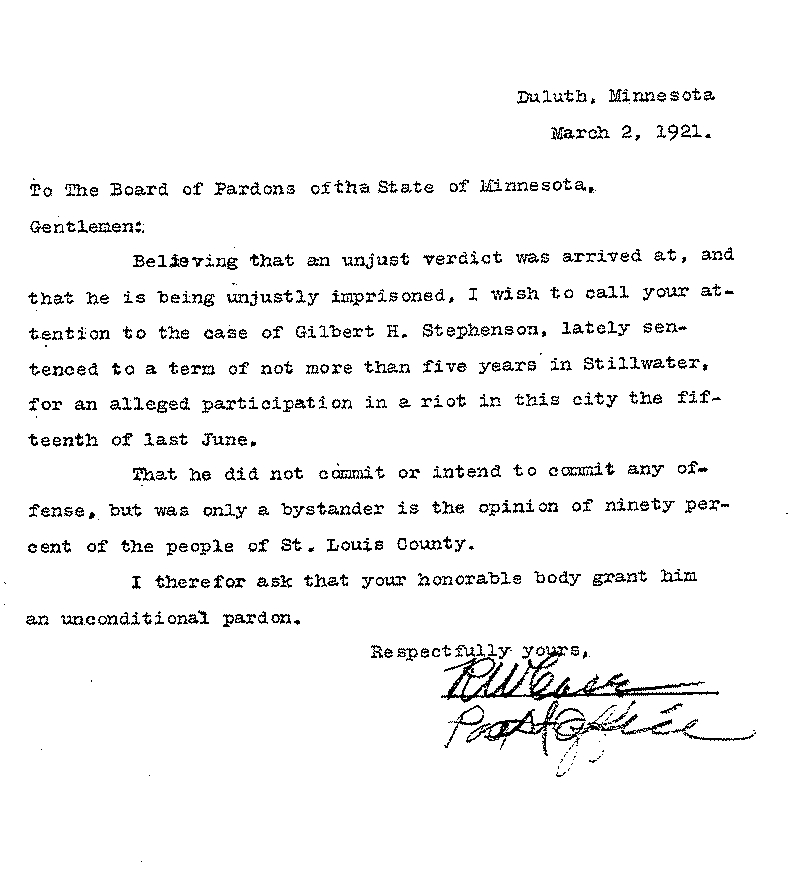 Duluth, Minnesota
March 2, 1921.
To The Board of Pardons oftha State of Minnesota.
Gentlemen:
Believing that an unjust verdict was arrived at, and
that he is being unjustly imprisoned, I wish to call your at-
tention to the case of Gilbert H. Stephenson, lately sen-
tenced to a term of not more than five years in Stillwater,
for an alleged participation in a riot in this city the fif-
teenth of last June.
That he did not commit or intend to commit any of-
fense, but was only a bystander is the opinion of ninety per-
cent of the people of St. Louis County.
I therefor ask that your honorable body grant him
an unconditional pardon.
Respectfully yours,
RW
Post Office